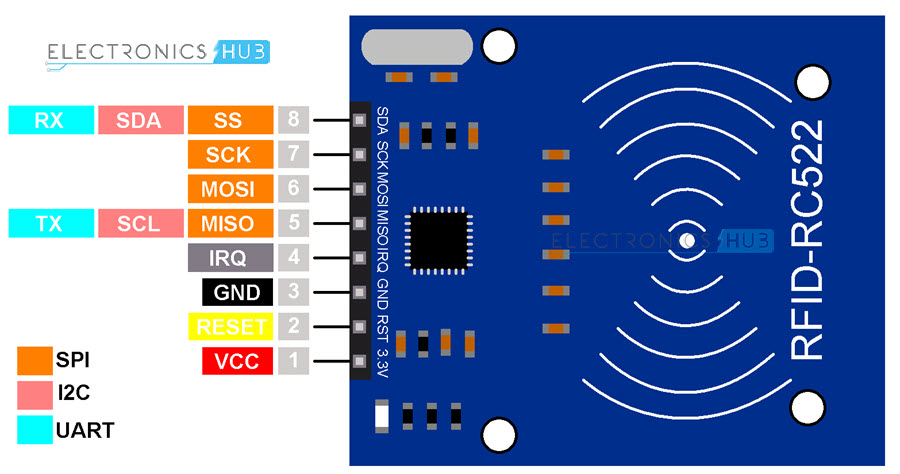 ELECTRONICS HUB
RX SDA SS 8
SCK 7
MOSI 6
TX SCL MISO 5
IRQ 4
GND 3
RESET 2
VCC 1
SDA SCK MOSI MISO IRQ GND RST 3.3V
ELECTRONICS HUB
RFID-RC522
SPI
I2C
UART